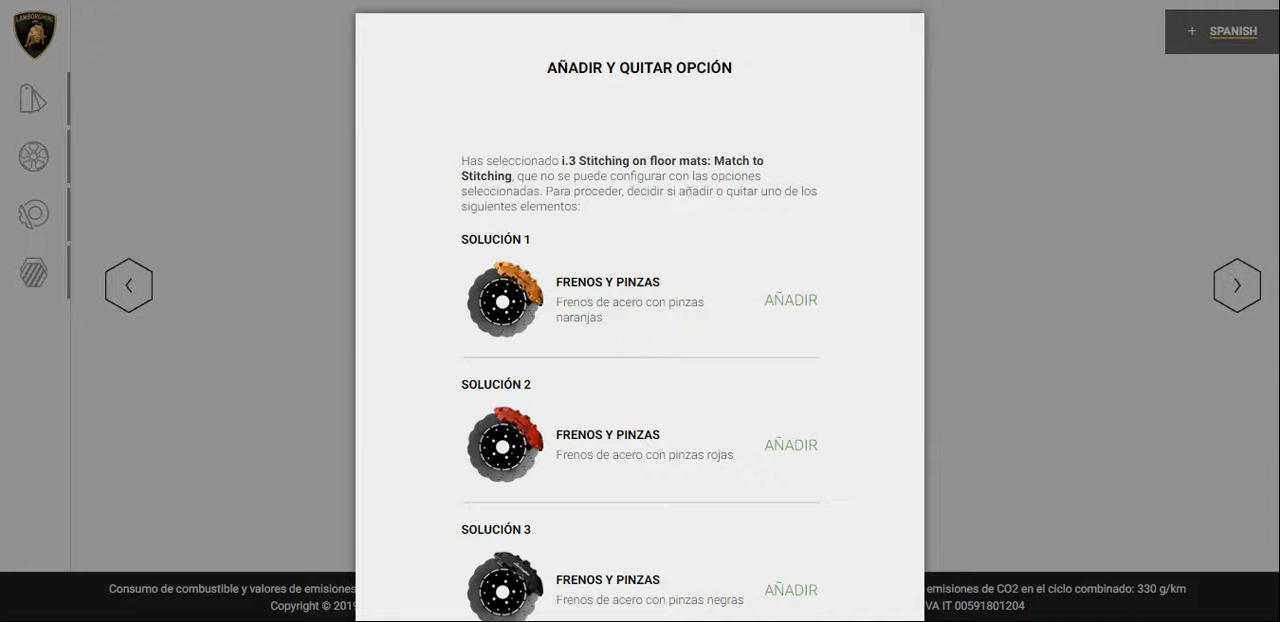 LAMBORGHINI
+ SPANISH
AÑADIR Y QUITAR OPCIÓN
Has seleccionado i.3 Stitching on floor mats: Match to
Stitching, que no se puede configurar con las opciones
seleccionadas. Para proceder, decidir si añadir o quitar uno de los
siguientes elementos:
SOLUCIÓN 1
FRENOS Y PINZAS
Frenos de acero con pinzas
naranjas
AÑADIR
SOLUCIÓN 2
FRENOS Y PINZAS
Frenos de acero con pinzas rojas
AÑADIR
SOLUCIÓN 3
FRENOS Y PINZAS
Frenos de acero con pinzas negras
AÑADIR
Consumo de combustible y valores de emisiones
emisiones de CO2 en el ciclo combinado: 330 g/km
Copyright © 2019
VA IT 00591801204